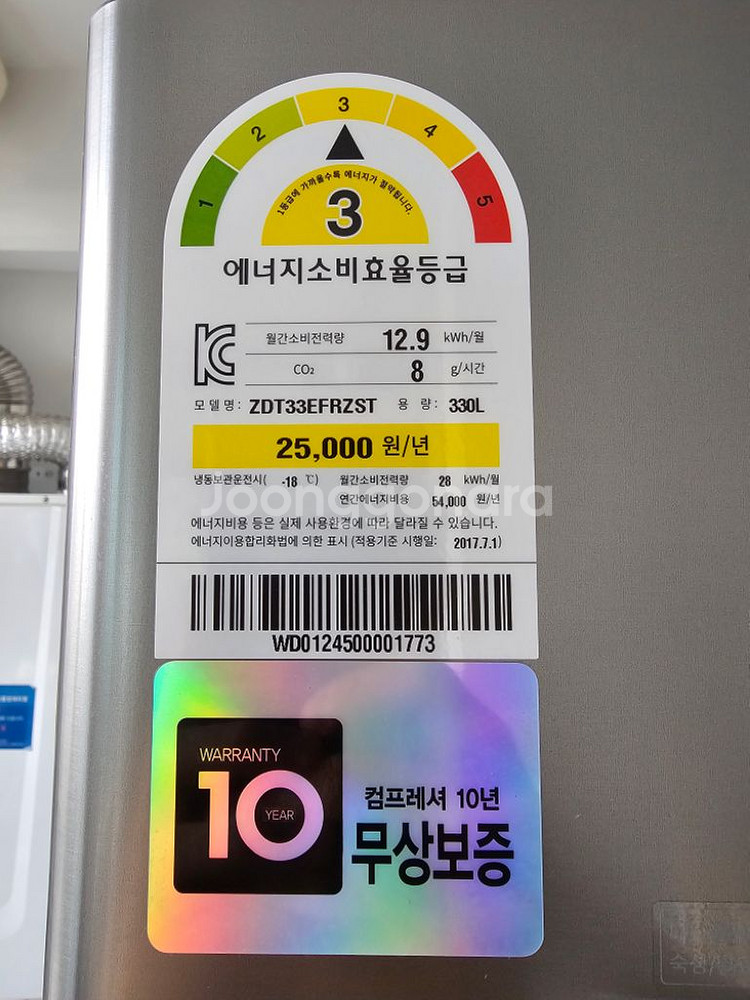 1 2 3 4 5
1등급에 가까울수록 에너지가 절약됩니다.
3
에너지소비효율등급
월간소비전력량 12.9 kWh/월
CO₂ 8 g/시간
모델명: ZDT33EFRZST 용 량: 330L
25,000 원/년
냉동보관운전시( -18 ℃) 월간소비전력량 28 kWh/월
연간에너지비용 54,000 원/년
Joonggonara
에너지비용 등은 실제 사용환경에 따라 달라질 수 있습니다.
에너지이용합리화법에 의한 표시 (적용기준 시행일: 2017.7.1)
WD0124500001773
WARRANTY
10 YEAR
컴프레셔 10년
무상보증